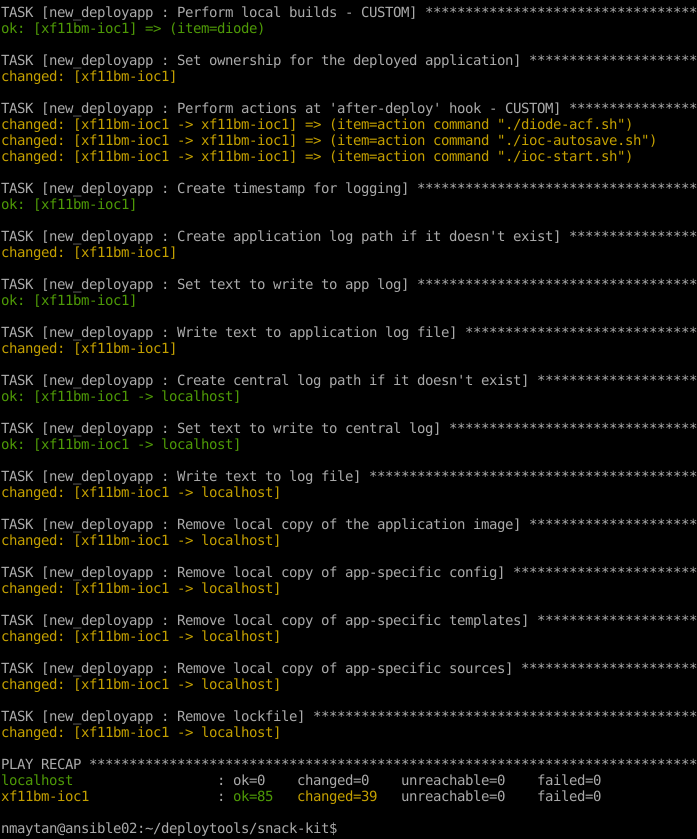 TASK [new_deployapp : Perform local builds - CUSTOM] **********************************
ok: [xf11bm-ioc1] => (item=diode)
TASK [new_deployapp : Set ownership for the deployed application] *********************
changed: [xf11bm-ioc1]
TASK [new_deployapp : Perform actions at 'after-deploy' hook - CUSTOM] ****************
changed: [xf11bm-ioc1 -> xf11bm-ioc1] => (item=action command "./diode-acf.sh")
changed: [xf11bm-ioc1 -> xf11bm-ioc1] => (item=action command "./ioc-autosave.sh")
changed: [xf11bm-ioc1 -> xf11bm-ioc1] => (item=action command "./ioc-start.sh")
TASK [new_deployapp : Create timestamp for logging] ***********************************
ok: [xf11bm-ioc1]
TASK [new_deployapp : Create application log path if it doesn't exist] ****************
changed: [xf11bm-ioc1]
TASK [new_deployapp : Set text to write to app log] ***********************************
ok: [xf11bm-ioc1]
TASK [new_deployapp : Write text to application log file] *****************************
changed: [xf11bm-ioc1]
TASK [new_deployapp : Create central log path if it doesn't exist] ********************
ok: [xf11bm-ioc1 -> localhost]
TASK [new_deployapp : Set text to write to central log] *******************************
ok: [xf11bm-ioc1 -> localhost]
TASK [new_deployapp : Write text to log file] *****************************************
changed: [xf11bm-ioc1 -> localhost]
TASK [new_deployapp : Remove local copy of the application image] *********************
changed: [xf11bm-ioc1 -> localhost]
TASK [new_deployapp : Remove local copy of app-specific config] ***********************
changed: [xf11bm-ioc1 -> localhost]
TASK [new_deployapp : Remove local copy of app-specific templates] ********************
changed: [xf11bm-ioc1 -> localhost]
TASK [new_deployapp : Remove local copy of app-specific sources] **********************
changed: [xf11bm-ioc1 -> localhost]
TASK [new_deployapp : Remove lockfile] ************************************************
changed: [xf11bm-ioc1 -> localhost]
PLAY RECAP ****************************************************************************
localhost                  : ok=0    changed=0    unreachable=0    failed=0
xf11bm-ioc1                : ok=85   changed=39   unreachable=0    failed=0
nmaytan@ansible02:~/deploytools/snack-kit$